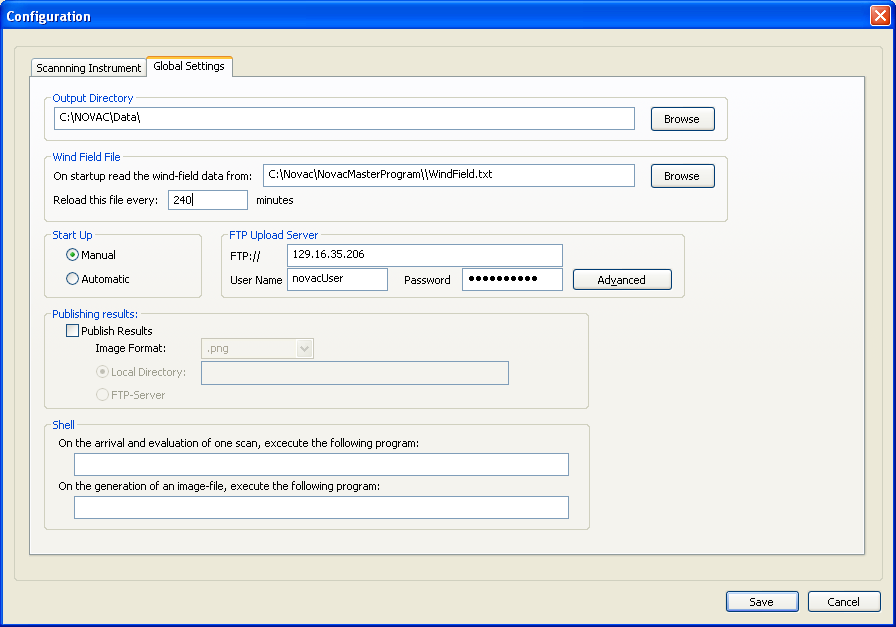 Configuration
Scannning Instrument Global Settings
Output Directory
C:\NOVAC\Data\ Browse
Wind Field File
On startup read the wind-field data from: C:\Novac\NovacMasterProgram\\WindField.txt Browse
Reload this file every: 240 minutes
Start Up
Manual
Automatic
FTP Upload Server
FTP:// 129.16.35.206
User Name novacUser Password ●●●●●●●●●● Advanced
Publishing results:
Publish Results
Image Format: .png
Local Directory:
FTP-Server
Shell
On the arrival and evaluation of one scan, excecute the following program:
On the generation of an image-file, execute the following program:
Save Cancel